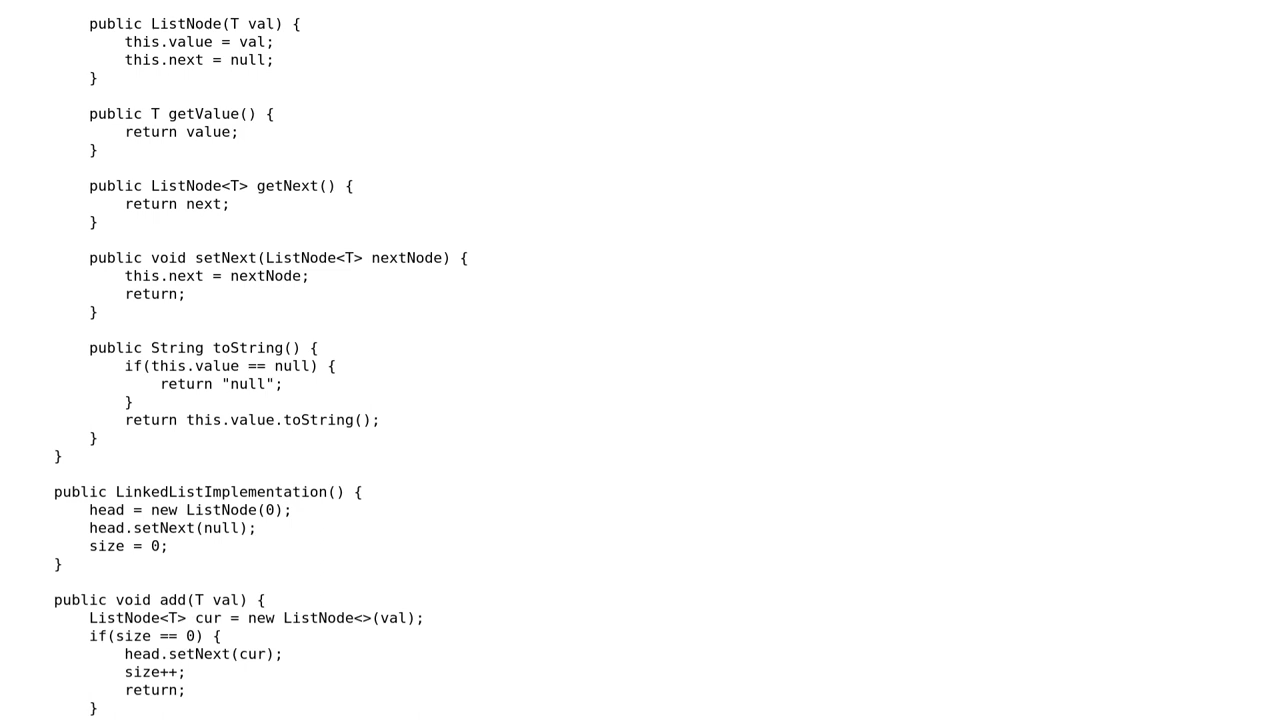 public ListNode(T val) {
this.value = val;
this.next = null;
}
public T getValue() {
return value;
}
public ListNode<T> getNext() {
return next;
}
public void setNext(ListNode<T> nextNode) {
this.next = nextNode;
return;
}
public String toString() {
if(this.value == null) {
return "null";
}
return this.value.toString();
}
}
public LinkedListImplementation() {
head = new ListNode(0);
head.setNext(null);
size = 0;
}
public void add(T val) {
ListNode<T> cur = new ListNode<>(val);
if(size == 0) {
head.setNext(cur);
size++;
return;
}